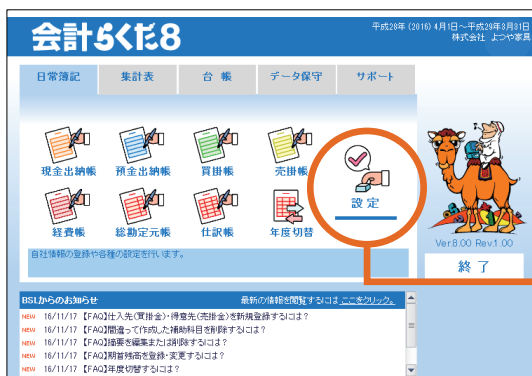 会計らくだ8
平成28年(2016)4月1日~平成29年3月31日
株式会社 よつや家具
日常簿記 集計表 台 帳 データ保守 サポート
現金出納帳 預金出納帳 買掛帳 売掛帳
設 定
経費帳 総勘定元帳 仕訳帳 年度切替
自社情報の登録や各種の設定を行います。
Ver.8.00 Rev.1.00
終 了
BSLからのお知らせ 最新の情報を閲覧するには ここをクリック。
NEW 16/11/17 【FAQ】仕入先(買掛金)・得意先(売掛金)を新規登録するには?
NEW 16/11/17 【FAQ】間違って作成した補助科目を削除するには?
NEW 16/11/17 【FAQ】摘要を編集または削除するには?
NEW 16/11/17 【FAQ】期首残高を登録・変更するには?
NEW 16/11/17 【FAQ】年度切替するには?